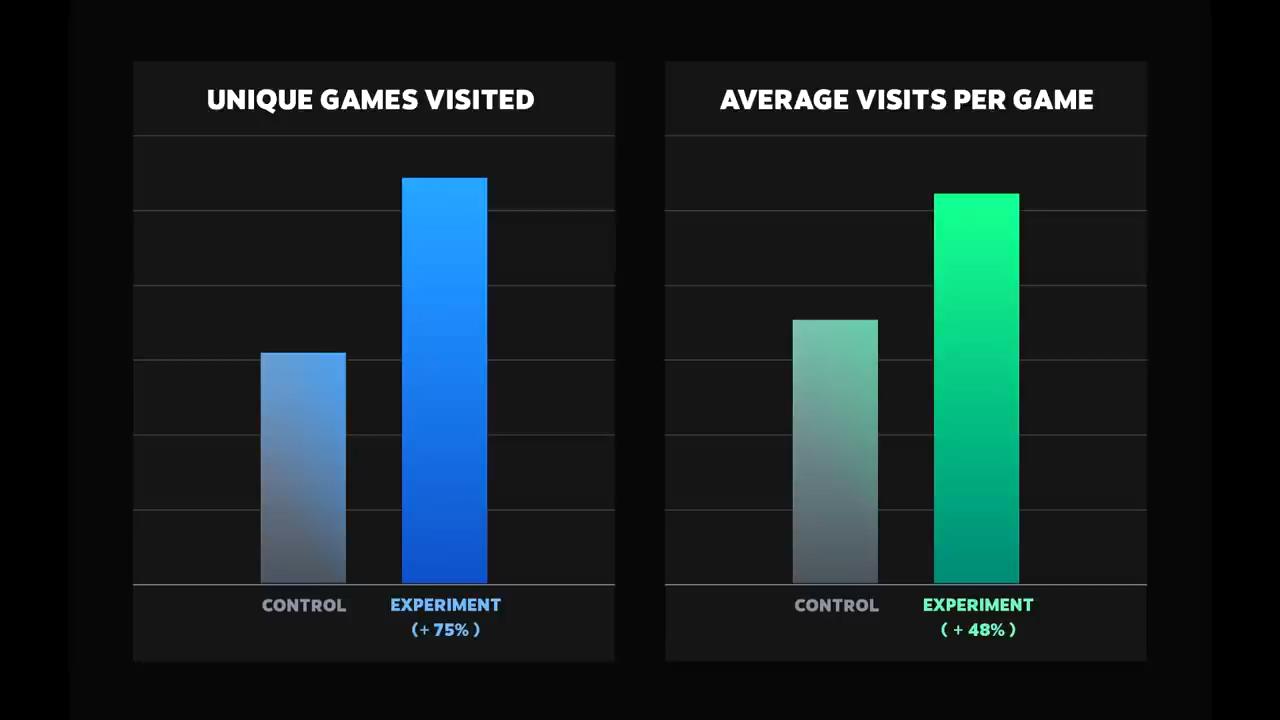 UNIQUE GAMES VISITED
CONTROL
EXPERIMENT
(+ 75% )
AVERAGE VISITS PER GAME
CONTROL
EXPERIMENT
( + 48% )